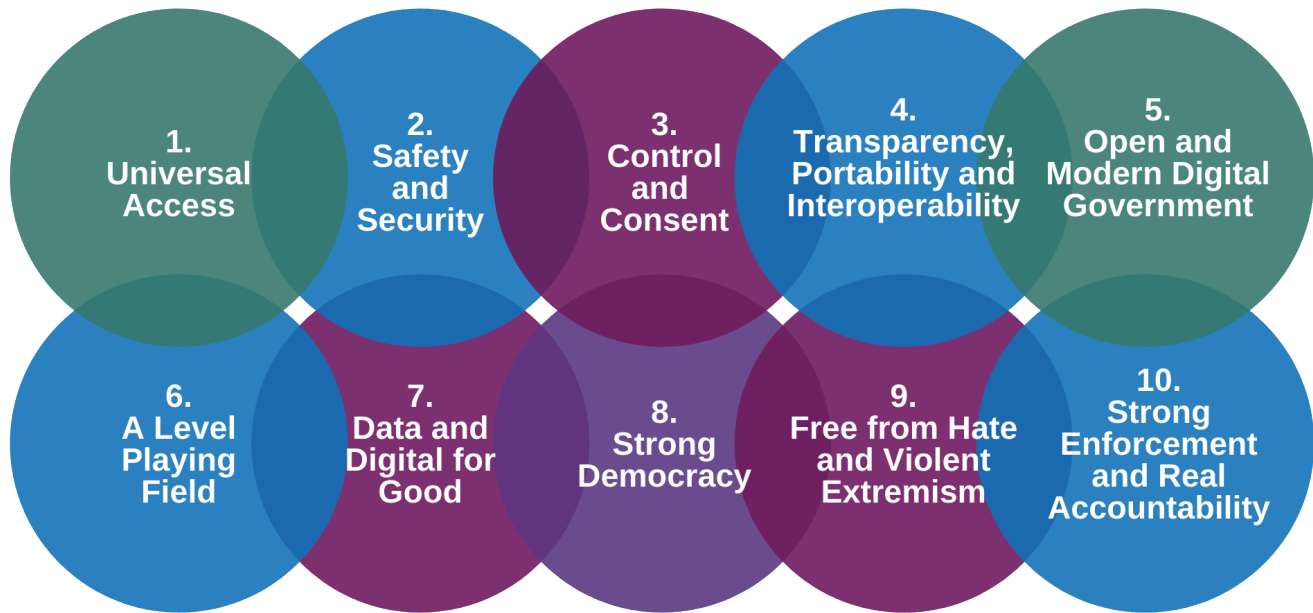 1.
Universal
Access
2.
Safety
and
Security
3.
Control
and
Consent
4.
Transparency,
Portability and
Interoperability
5.
Open and
Modern Digital
Government
6.
A Level
Playing
Field
7.
Data and
Digital for
Good
8.
Strong
Democracy
9.
Free from Hate
and Violent
Extremism
10.
Strong
Enforcement
and Real
Accountability